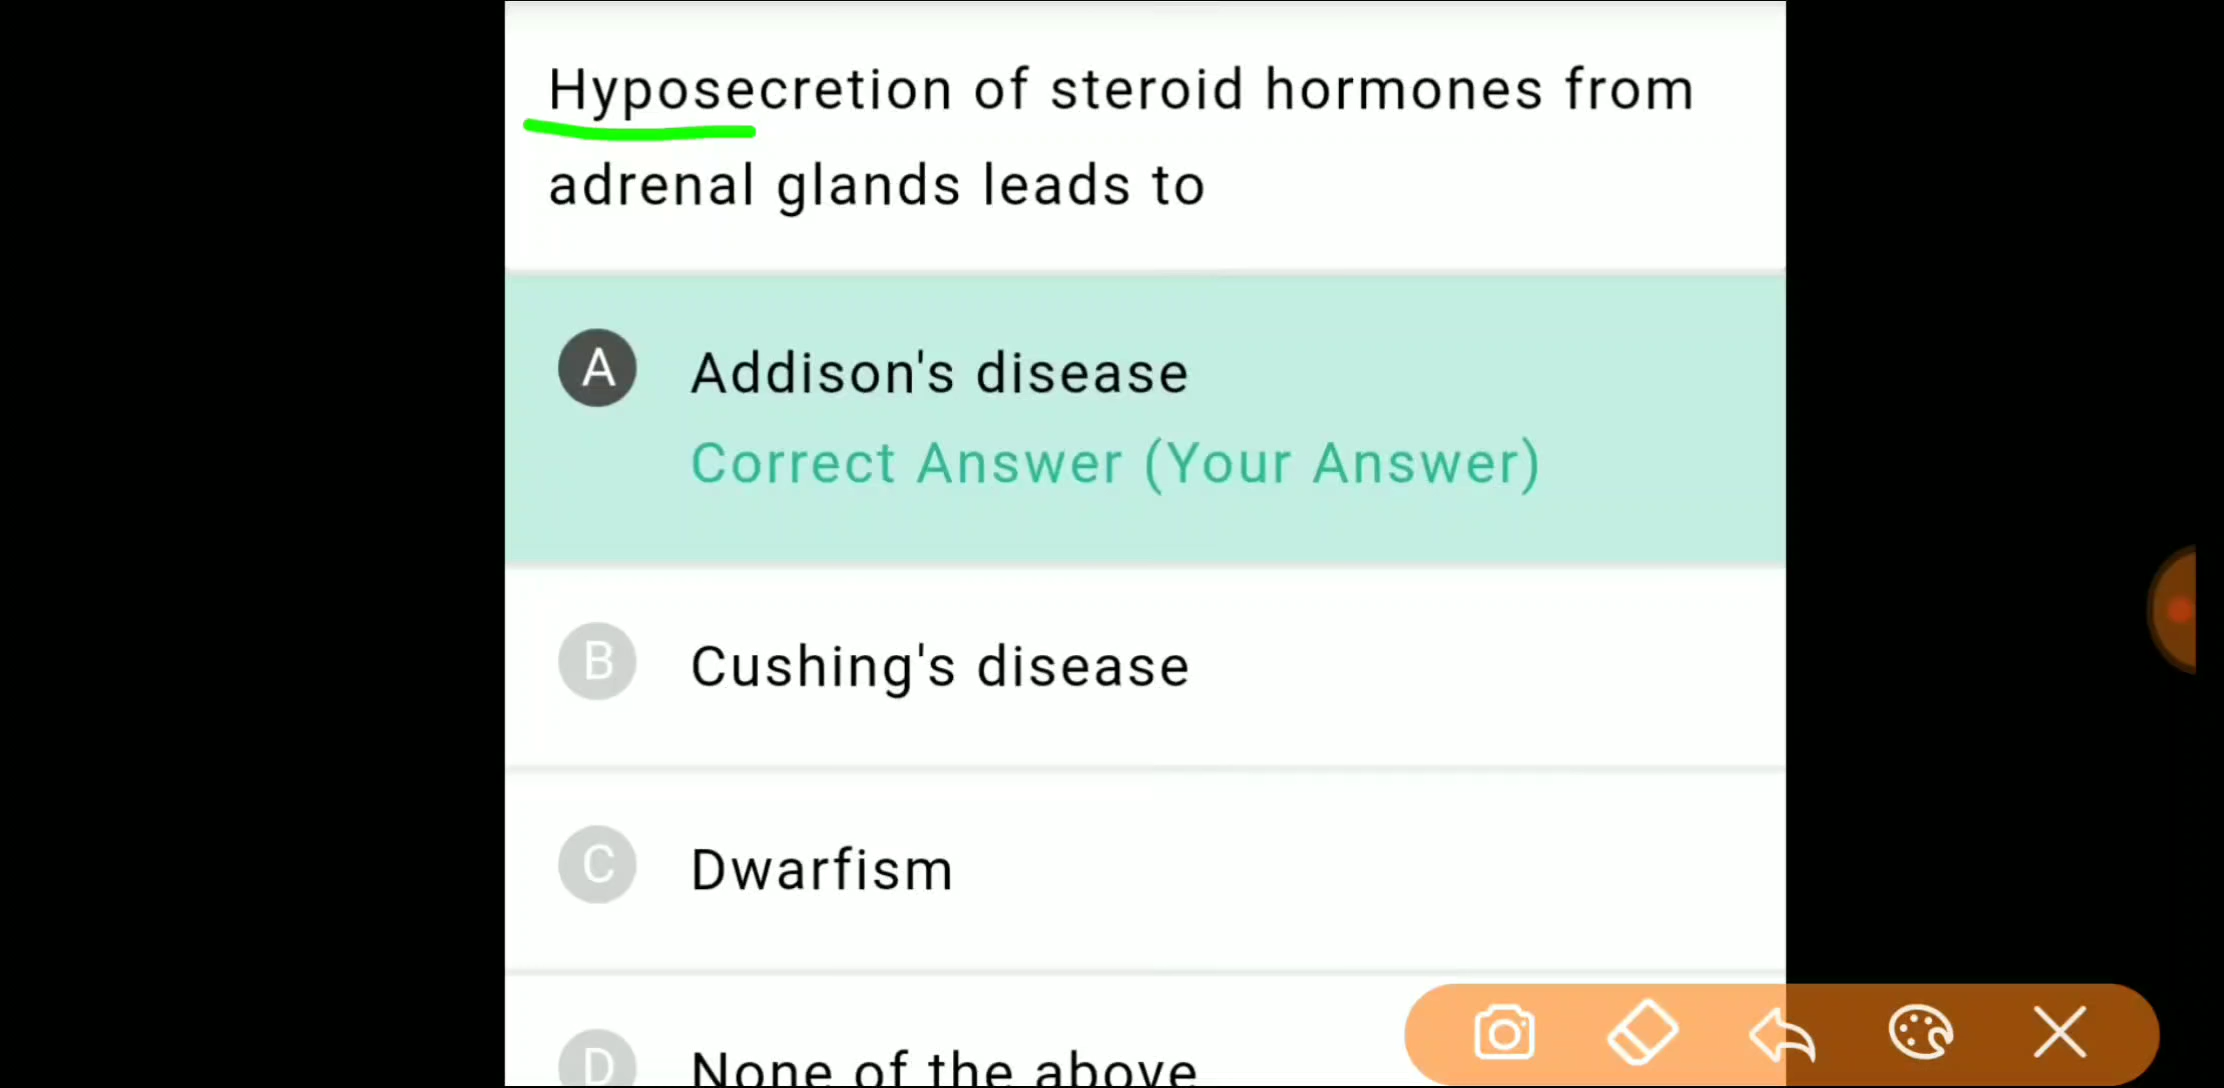 Hyposecretion of steroid hormones from
adrenal glands leads to
A Addison's disease
Correct Answer (Your Answer)
B Cushing's disease
C Dwarfism
D None of the above